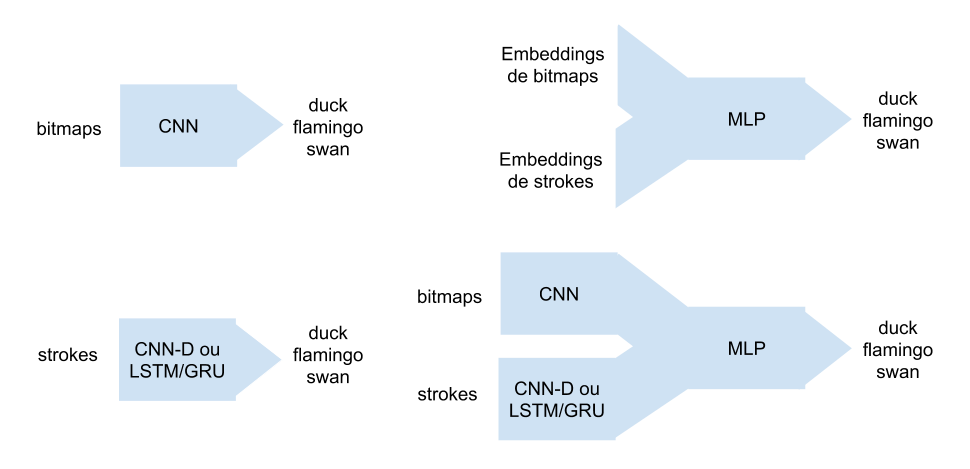 bitmaps
CNN
duck
flamingo
swan
Embeddings
de bitmaps
Embeddings
de strokes
MLP
duck
flamingo
swan
strokes
CNN-D ou
LSTM/GRU
duck
flamingo
swan
bitmaps
CNN
strokes
CNN-D ou
LSTM/GRU
MLP
duck
flamingo
swan